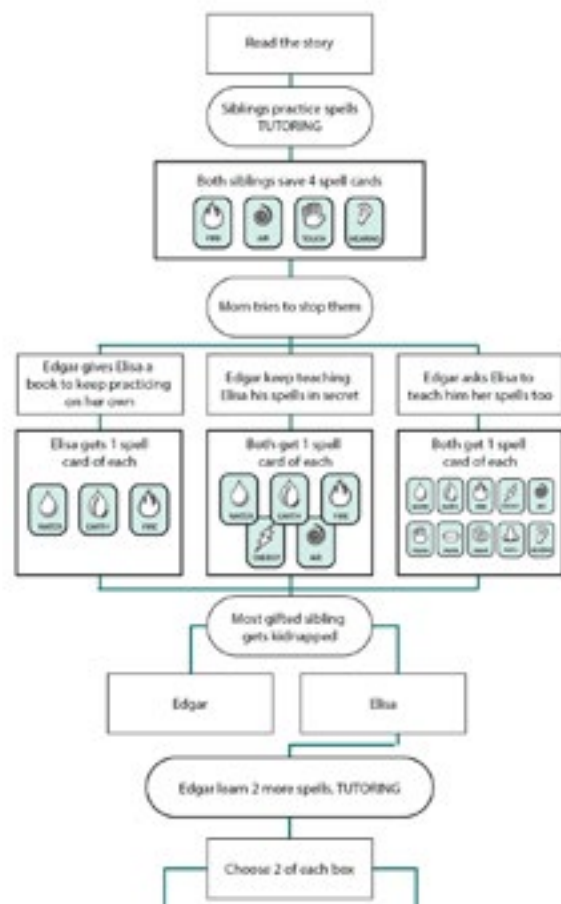 Read the story
Siblings practice spells
TUTORING
Both siblings save 4 spell cards
FIRE
AIR
TOUCH
HEARING
Mom tries to stop them
Edgar gives Elisa a
book to keep practicing
on her own
Edgar keep teaching
Elisa his spells in secret
Edgar asks Elisa to
teach him her spells too
Elisa gets 1 spell
card of each
WATER
EARTH
FIRE
Both get 1 spell
card of each
WATER
EARTH
FIRE
ENERGY
AIR
Both get 1 spell
card of each
HEARING
Most gifted sibling
gets kidnapped
Edgar
Elisa
Edgar learn 2 more spells. TUTORING
Choose 2 of each box